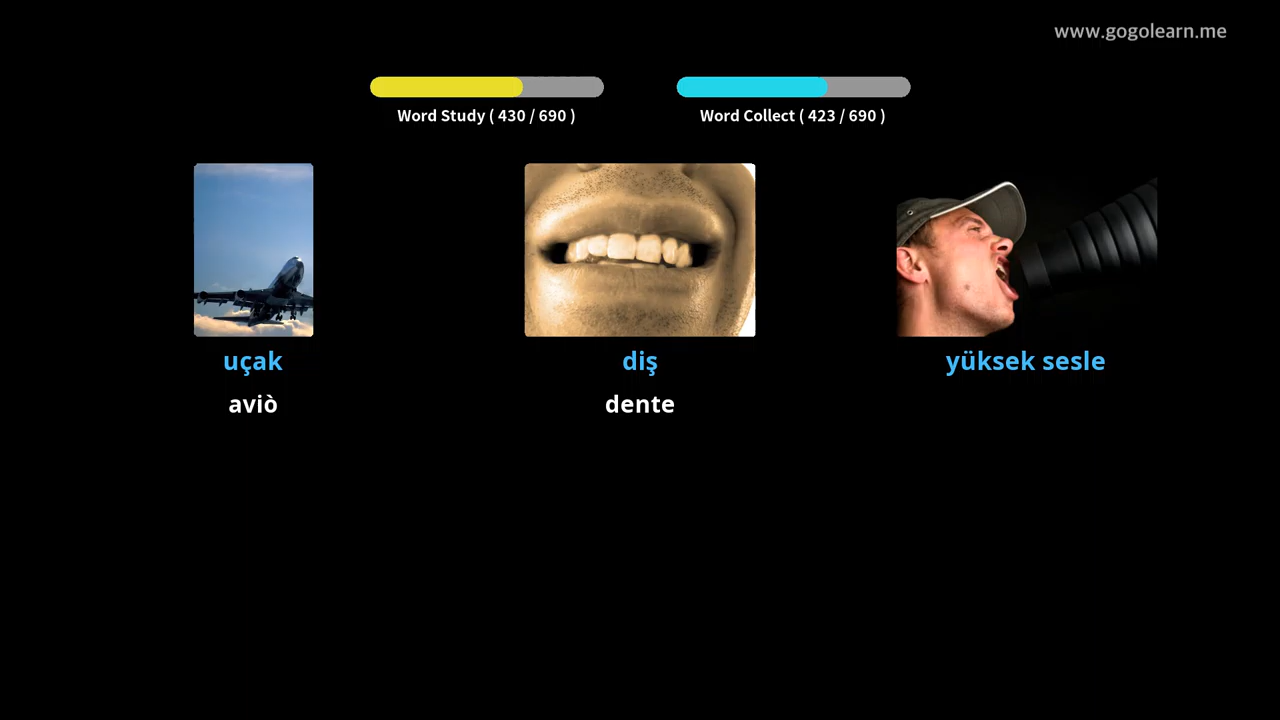 www.gogolearn.me
Word Study ( 430 / 690 )
Word Collect ( 423 / 690 )
uçak
diş
yüksek sesle
aviò
dente